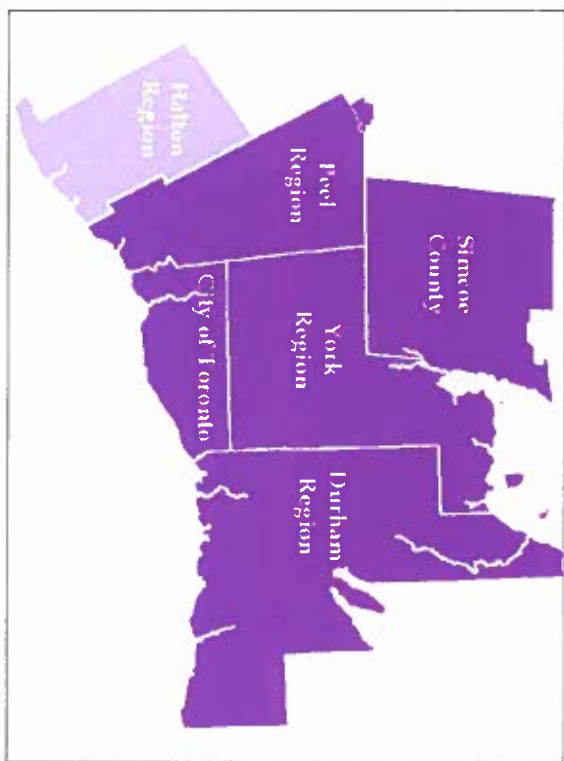 Halton
Region
Peel
Region
Simcoe
County
York
Region
City of Toronto
Durham
Region